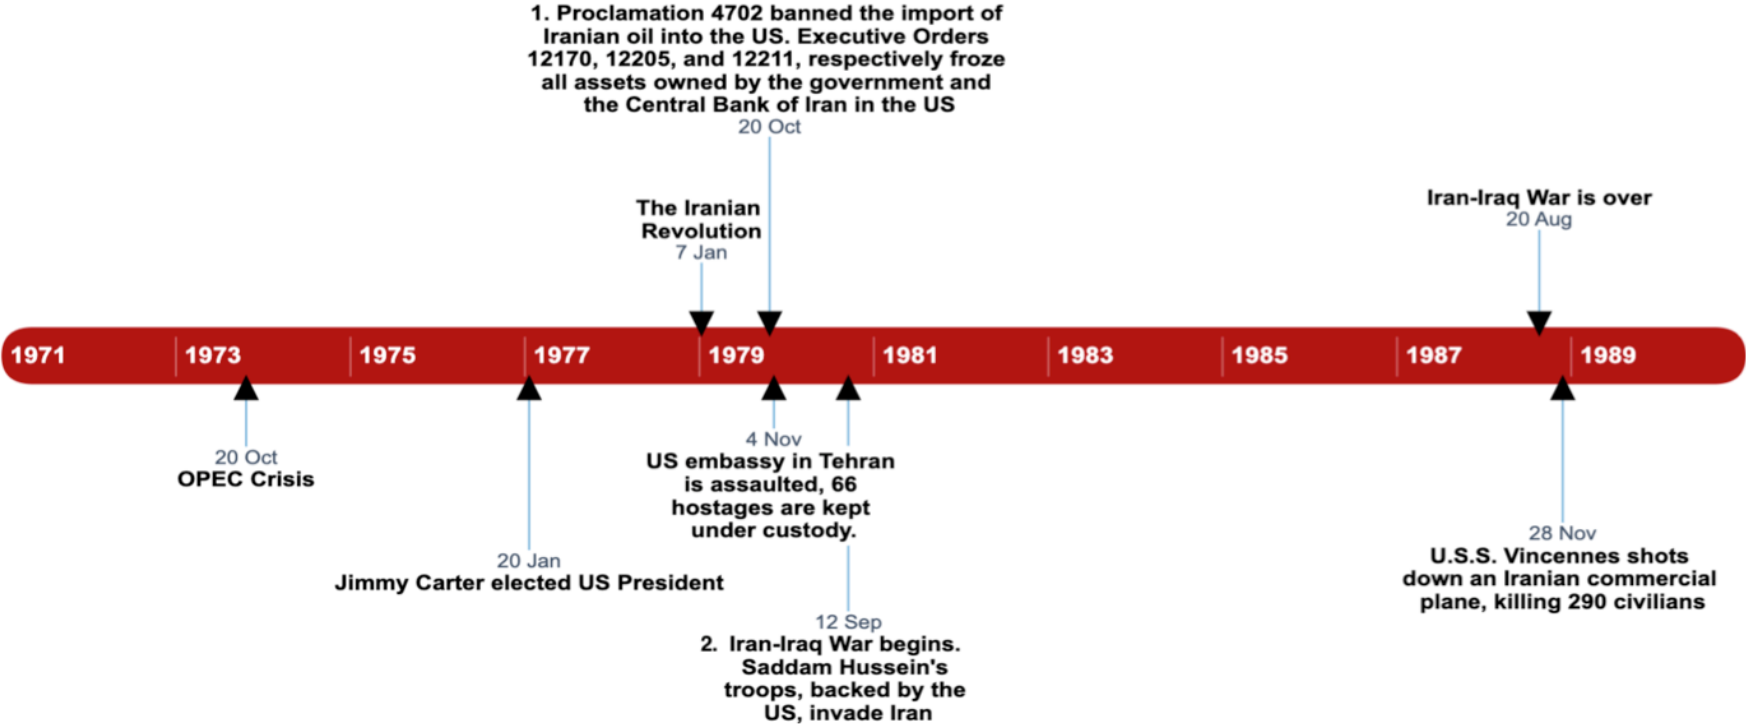 1. Proclamation 4702 banned the import of
Iranian oil into the US. Executive Orders
12170, 12205, and 12211, respectively froze
all assets owned by the government and
the Central Bank of Iran in the US
20 Oct
The Iranian
Revolution
7 Jan
Iran-Iraq War is over
20 Aug
1971 1973 1975 1977 1979 1981 1983 1985 1987 1989
20 Oct
OPEC Crisis
20 Jan
Jimmy Carter elected US President
4 Nov
US embassy in Tehran
is assaulted, 66
hostages are kept
under custody.
12 Sep
2. Iran-Iraq War begins.
Saddam Hussein's
troops, backed by the
US, invade Iran
28 Nov
U.S.S. Vincennes shots
down an Iranian commercial
plane, killing 290 civilians